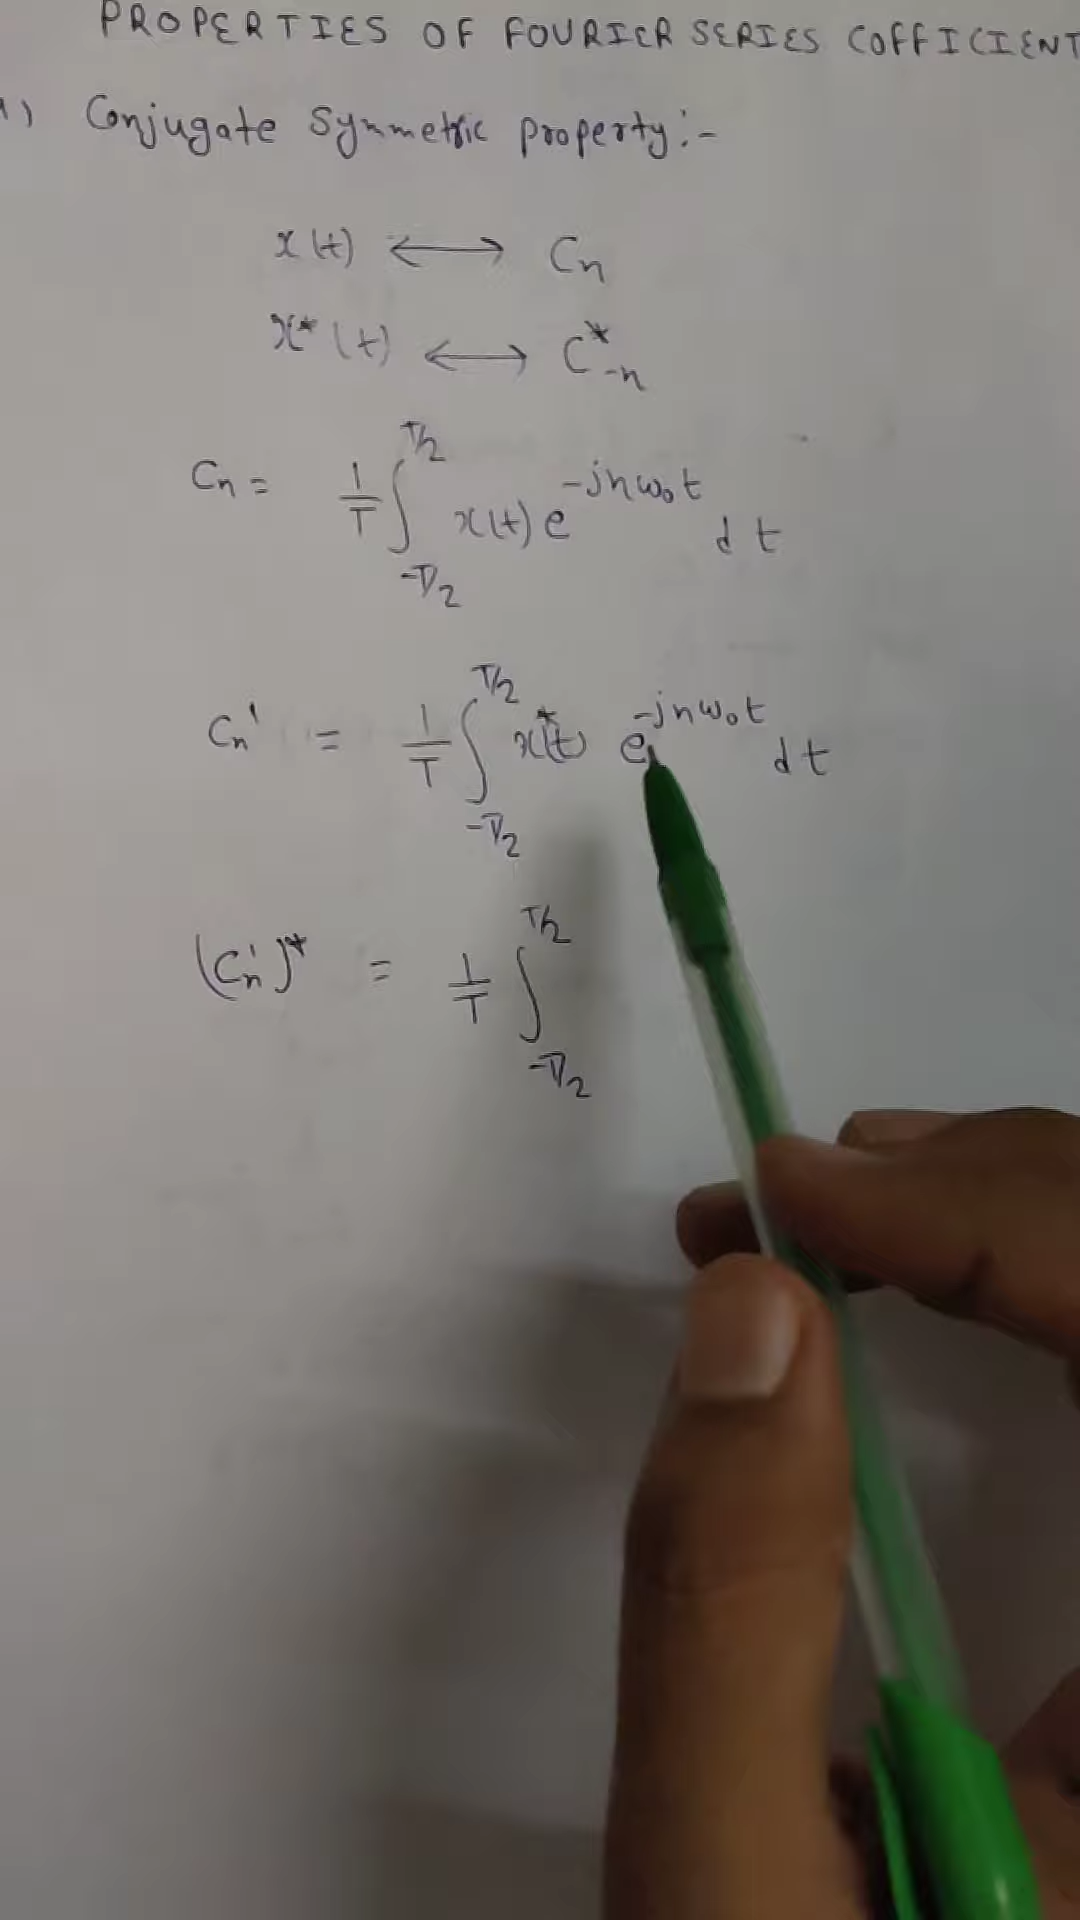 PROPERTIES OF FOURIER SERIES COFFICIENT
1) Conjugate Symmetric property:-
x(t) ⟷ Cn
x*(t) ⟷ C*-n
Cn = 1/T ∫_{-T/2}^{T/2} x(t) e^{-jnω₀t} dt
Cn' = 1/T ∫_{-T/2}^{T/2} x*(t) e^{-jnω₀t} dt
(Cn')* = 1/T ∫_{-T/2}^{T/2}